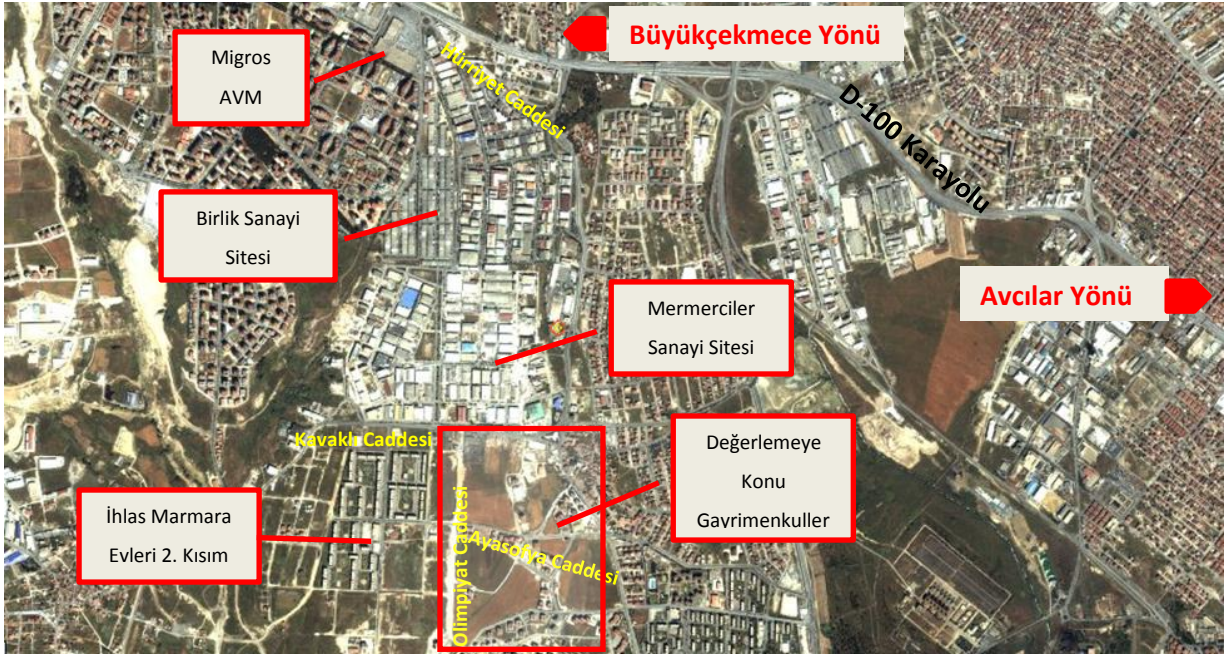 Büyükçekmece Yönü
Migros
AVM
Hürriyet Caddesi
D-100 Karayolu
Birlik Sanayi
Sitesi
Avcılar Yönü
Mermerciler
Sanayi Sitesi
Kavaklı Caddesi
Değerlemeye
Konu
Gayrimenkuller
İhlas Marmara
Evleri 2. Kısım
Olimpiyat Caddesi
Ayasofya Caddesi